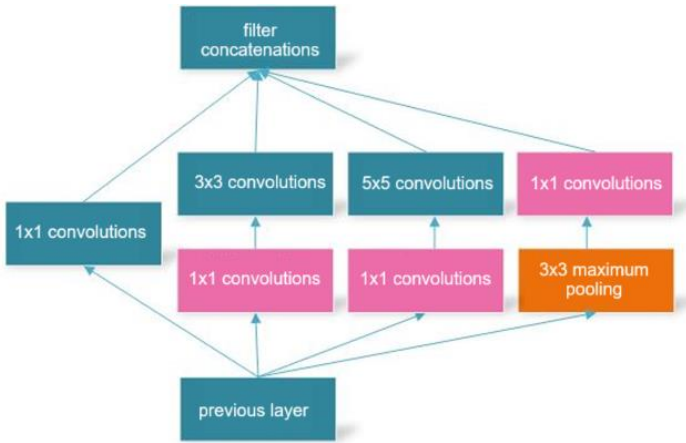 filter
concatenations
3x3 convolutions
5x5 convolutions
1x1 convolutions
1x1 convolutions
1x1 convolutions
1x1 convolutions
3x3 maximum
pooling
previous layer